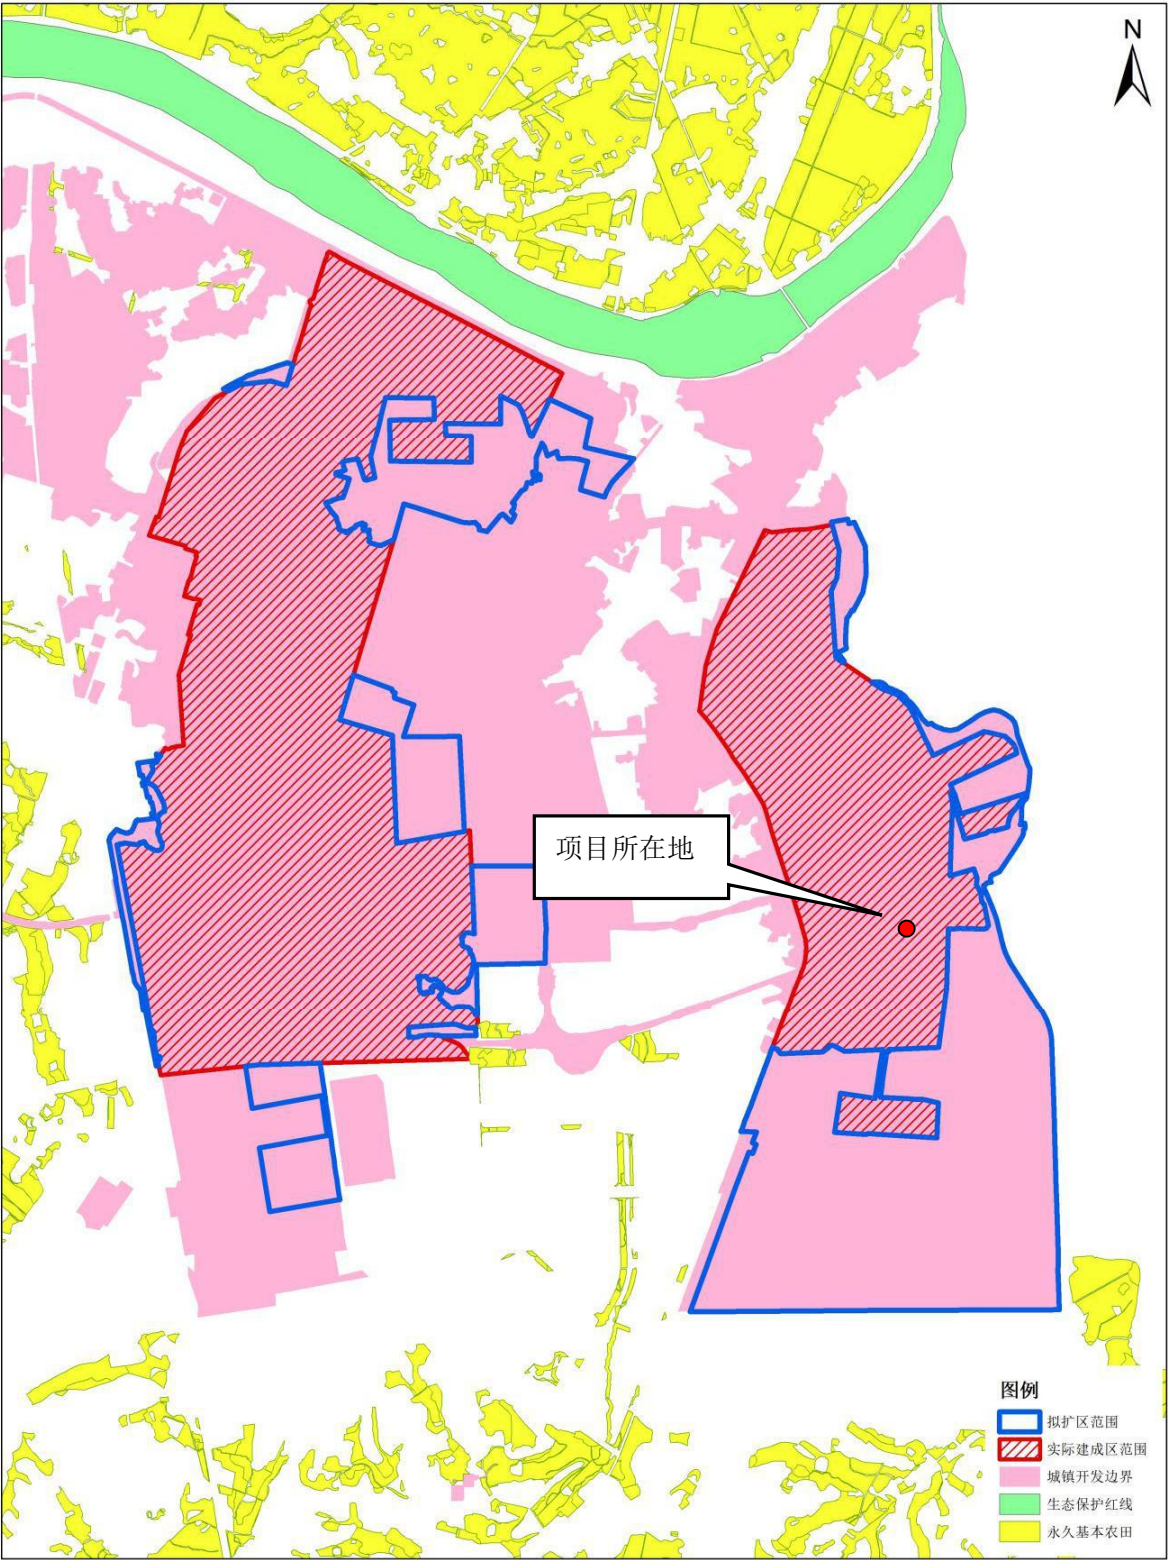 N
项目所在地
图例
拟扩区范围
实际建成区范围
城镇开发边界
生态保护红线
永久基本农田